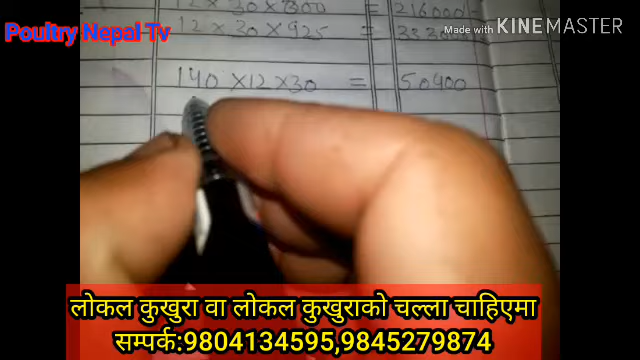 Poultry Nepal Tv
Made with KINEMASTER
= 216000/-
12 × 30 × 925 =
140 × 12 × 30 = 50400
लोकल कुखुरा वा लोकल कुखुराको चल्ला चाहिएमा
सम्पर्क:9804134595,9845279874